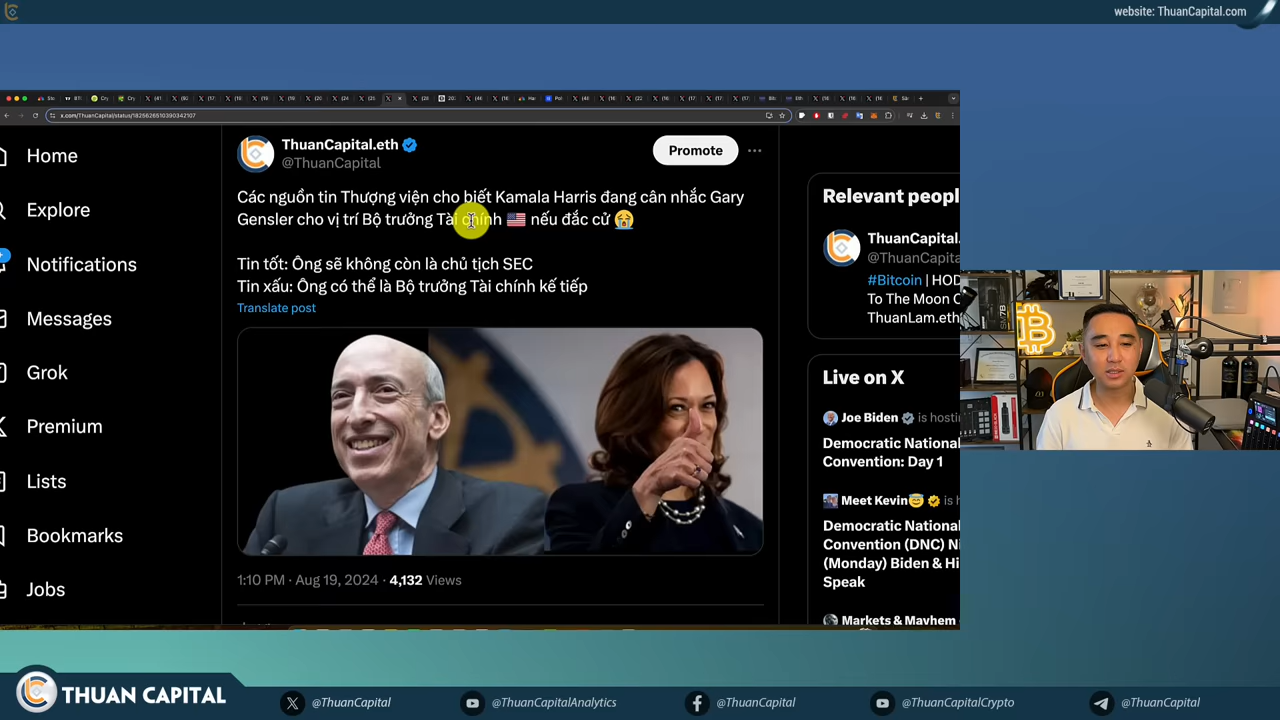 website: ThuanCapital.com
x.com/ThuanCapital/status/1825626510390342107
Home
Explore
Notifications
Messages
Grok
Premium
Lists
Bookmarks
Jobs
ThuanCapital.eth
@ThuanCapital
Promote
Các nguồn tin Thượng viện cho biết Kamala Harris đang cân nhắc Gary
Gensler cho vị trí Bộ trưởng Tài chính 🇺🇸 nếu đắc cử 😭
Tin tốt: Ông sẽ không còn là chủ tịch SEC
Tin xấu: Ông có thể là Bộ trưởng Tài chính kế tiếp
Translate post
1:10 PM · Aug 19, 2024 · 4,132 Views
Relevant peopl
ThuanCapital.
@ThuanCapita
#Bitcoin | HOD
To The Moon C
ThuanLam.eth
Live on X
Joe Biden is hosti
Democratic National
Convention: Day 1
Meet Kevin😇 is h
Democratic National
Convention (DNC) Ni
(Monday) Biden & Hi
Speak
Markets & Mayhem
THUAN CAPITAL
@ThuanCapital
@ThuanCapitalAnalytics
@ThuanCapital
@ThuanCapitalCrypto
@ThuanCapital